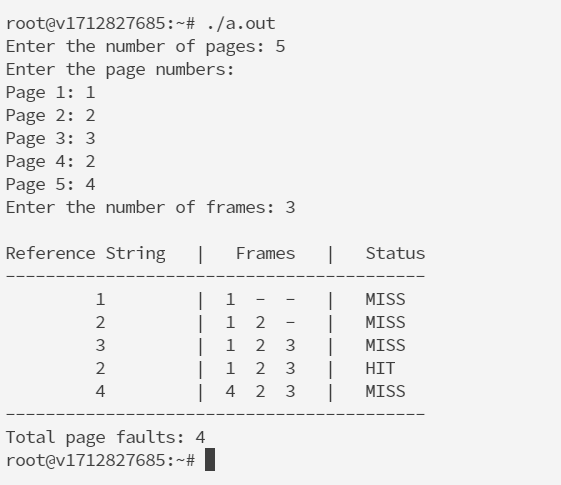 root@v1712827685:~# ./a.out
Enter the number of pages: 5
Enter the page numbers:
Page 1: 1
Page 2: 2
Page 3: 3
Page 4: 2
Page 5: 4
Enter the number of frames: 3

Reference String   |   Frames   |   Status
------------------------------------------
         1         |  1  -  -   |   MISS
         2         |  1  2  -   |   MISS
         3         |  1  2  3   |   MISS
         2         |  1  2  3   |   HIT
         4         |  4  2  3   |   MISS
------------------------------------------
Total page faults: 4
root@v1712827685:~#